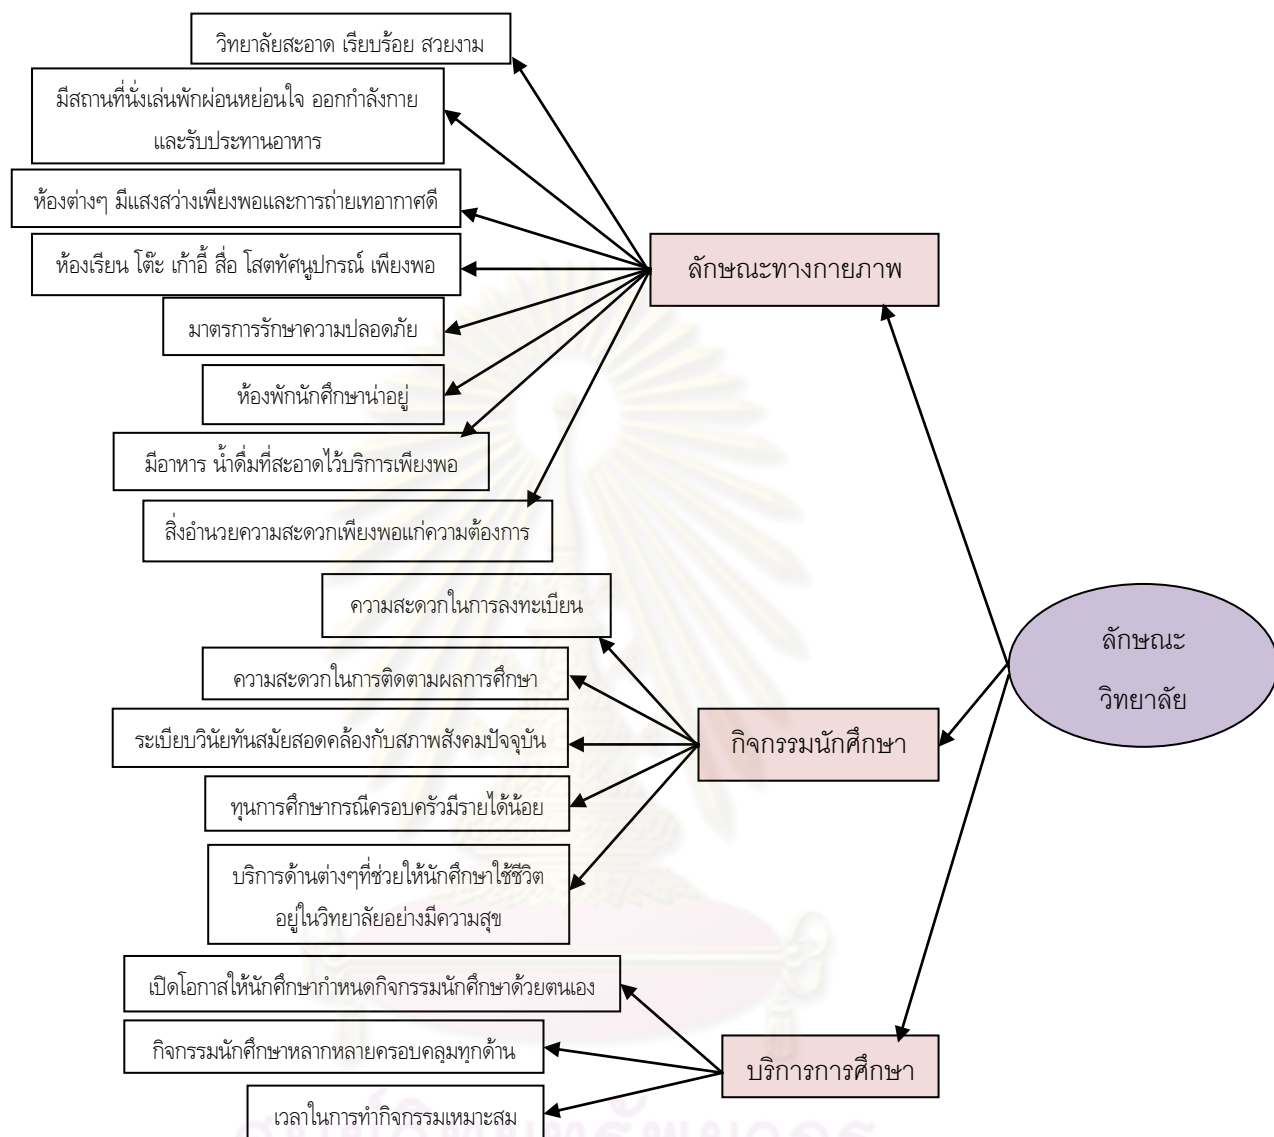 วิทยาลัยสะอาด เรียบร้อย สวยงาม
มีสถานที่นั่งเล่นพักผ่อนหย่อนใจ ออกกำลังกาย
และรับประทานอาหาร
ห้องต่างๆ มีแสงสว่างเพียงพอและการถ่ายเทอากาศดี
ห้องเรียน โต๊ะ เก้าอี้ สื่อ โสตทัศนูปกรณ์ เพียงพอ
มาตรการรักษาความปลอดภัย
ห้องพักนักศึกษาน่าอยู่
มีอาหาร น้ำดื่มที่สะอาดไว้บริการเพียงพอ
สิ่งอำนวยความสะดวกเพียงพอแก่ความต้องการ
ลักษณะทางกายภาพ
ความสะดวกในการลงทะเบียน
ความสะดวกในการติดตามผลการศึกษา
ระเบียบวินัยทันสมัยสอดคล้องกับสภาพสังคมปัจจุบัน
ทุนการศึกษากรณีครอบครัวมีรายได้น้อย
บริการด้านต่างๆที่ช่วยให้นักศึกษาใช้ชีวิต
อยู่ในวิทยาลัยอย่างมีความสุข
กิจกรรมนักศึกษา
ลักษณะ
วิทยาลัย
เปิดโอกาสให้นักศึกษากำหนดกิจกรรมนักศึกษาด้วยตนเอง
กิจกรรมนักศึกษาหลากหลายครอบคลุมทุกด้าน
เวลาในการทำกิจกรรมเหมาะสม
บริการการศึกษา